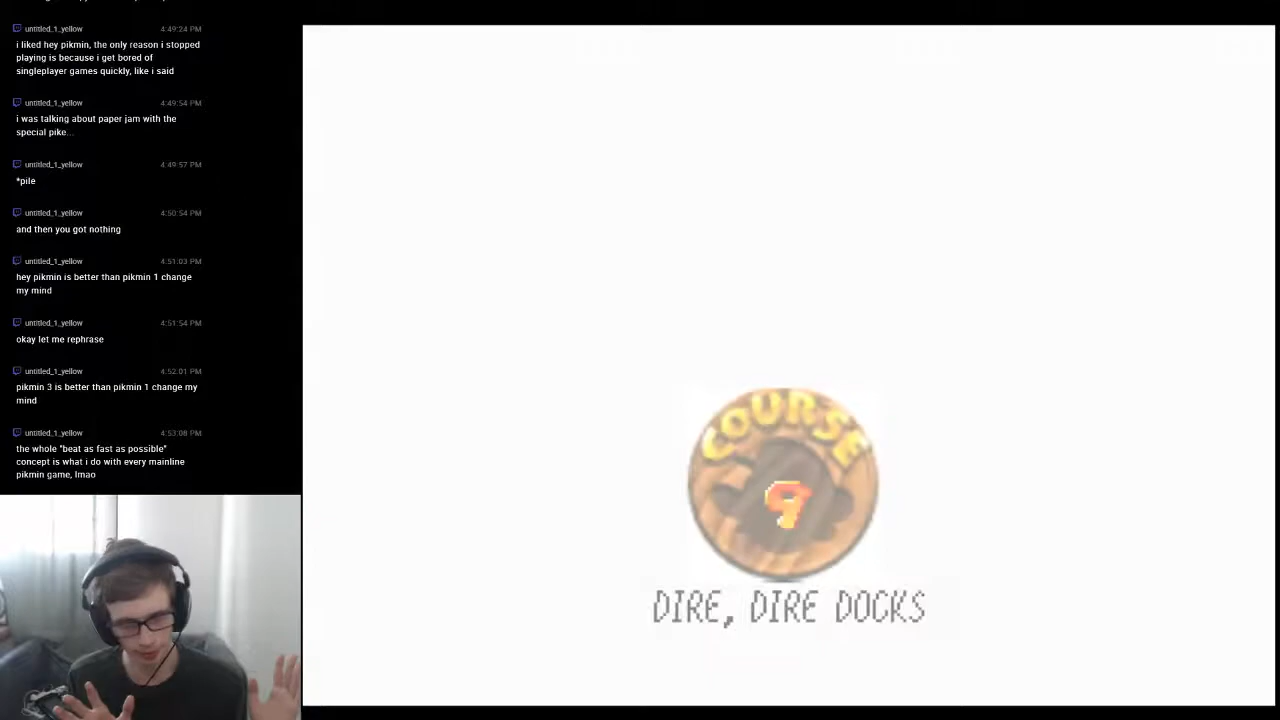 untitled_1_yellow 4:49:24 PM
i liked hey pikmin, the only reason i stopped
playing is because i get bored of
singleplayer games quickly, like i said
untitled_1_yellow 4:49:54 PM
i was talking about paper jam with the
special pike...
untitled_1_yellow 4:49:57 PM
*pile
untitled_1_yellow 4:50:54 PM
and then you got nothing
untitled_1_yellow 4:51:03 PM
hey pikmin is better than pikmin 1 change
my mind
untitled_1_yellow 4:51:54 PM
okay let me rephrase
untitled_1_yellow 4:52:01 PM
pikmin 3 is better than pikmin 1 change my
mind
untitled_1_yellow 4:53:08 PM
the whole "beat as fast as possible"
concept is what i do with every mainline
pikmin game, lmao
COURSE
9
DIRE, DIRE DOCKS